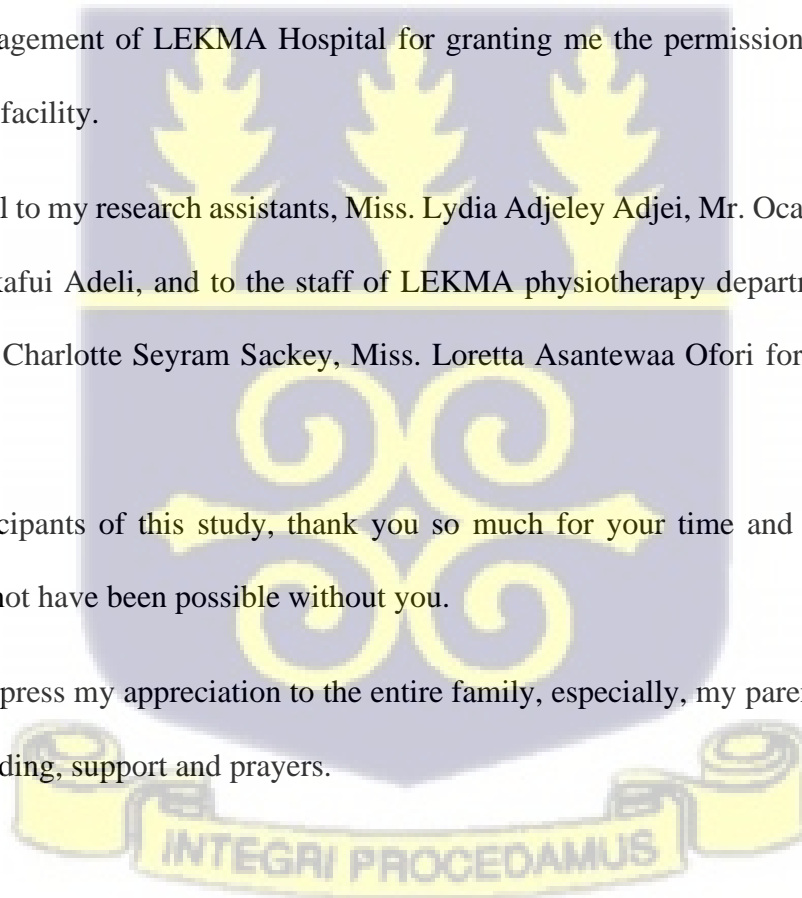 agement of LEKMA Hospital for granting me the permission
facility.
l to my research assistants, Miss. Lydia Adjeley Adjei, Mr. Oca
afui Adeli, and to the staff of LEKMA physiotherapy departm
Charlotte Seyram Sackey, Miss. Loretta Asantewaa Ofori for
cipants of this study, thank you so much for your time and
not have been possible without you.
press my appreciation to the entire family, especially, my paren
ding, support and prayers.
INTEGRI PROCEDAMUS